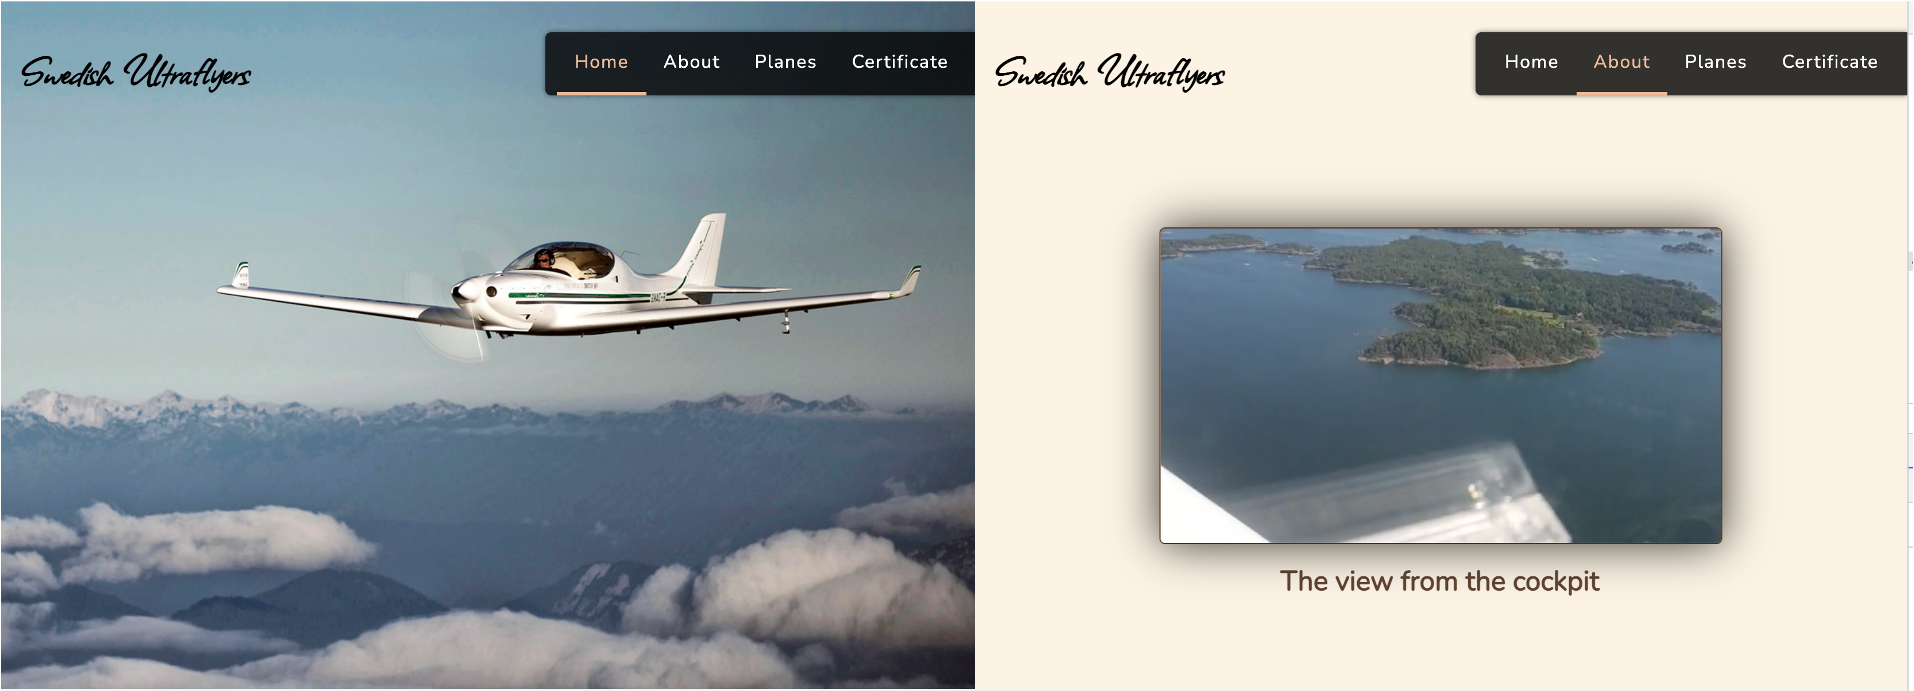 Swedish Ultraflyers
Home About Planes Certificate
Swedish Ultraflyers
Home About Planes Certificate
The view from the cockpit